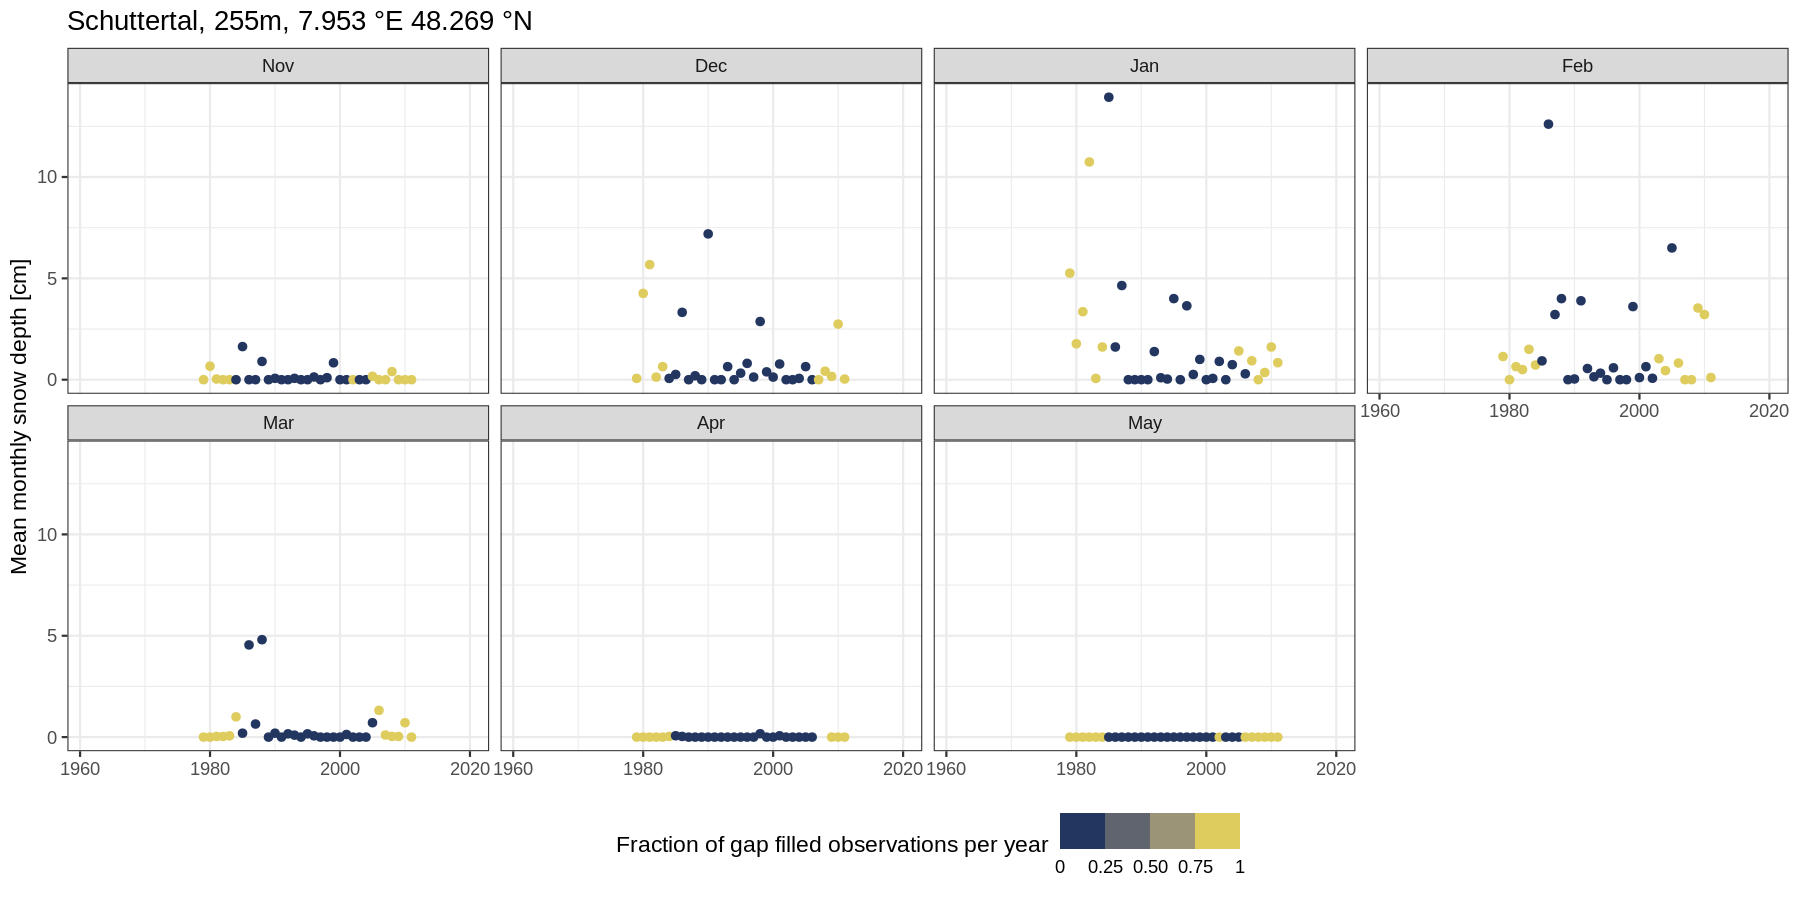 Schuttertal, 255m, 7.953 °E 48.269 °N
Nov Dec Jan Feb
Mean monthly snow depth [cm]
10
5
0
1960 1980 2000 2020
Mar Apr May
10
5
0
1960 1980 2000 2020 1960 1980 2000 2020 1960 1980 2000 2020
Fraction of gap filled observations per year
0 0.25 0.50 0.75 1